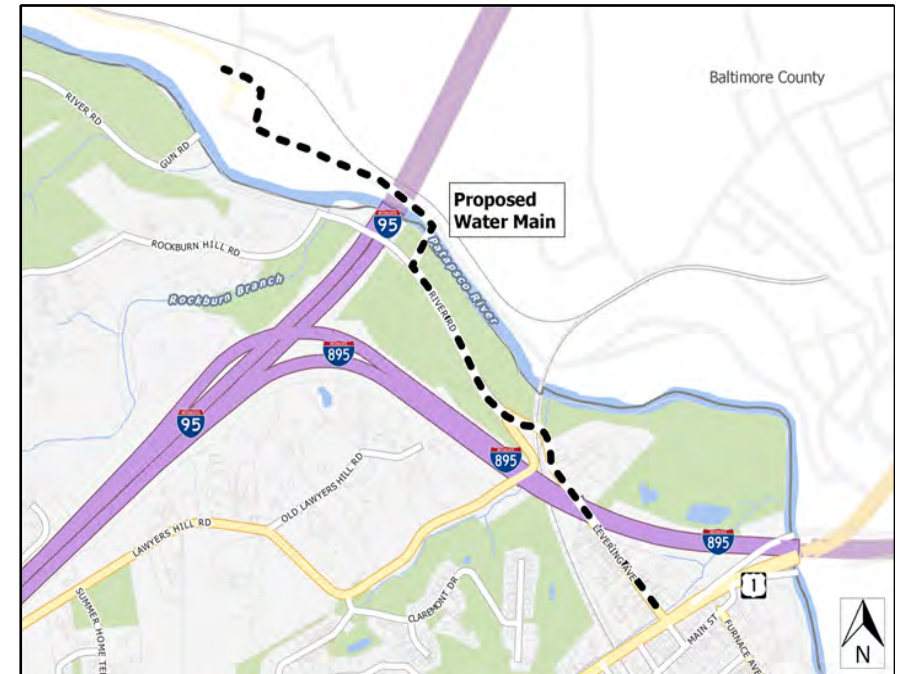 Baltimore County
RIVER RD
GUN RD
Proposed
Water Main
95
ROCKBURN HILL RD
Patapsco River
Rockburn Branch
RIVER RD
895
95
895
OLD LAWYERS HILL RD
LAWYERS HILL RD
LEVERING AVE
895
CLAREMONT DR
1
SUMMER HOME TE
MAIN ST
FURNACE AVE
N